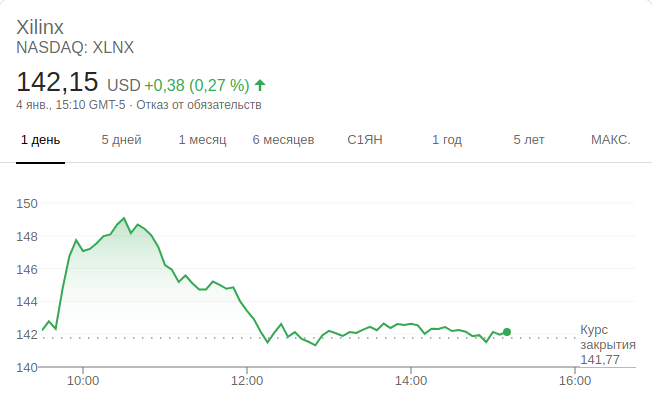 Xilinx
NASDAQ: XLNX
142,15 USD +0,38 (0,27 %)
4 янв., 15:10 GMT-5 · Отказ от обязательств
1 день 5 дней 1 месяц 6 месяцев С1ЯН 1 год 5 лет МАКС.
150
148
146
144
142
140
Курс
закрытия
141,77
10:00 12:00 14:00 16:00